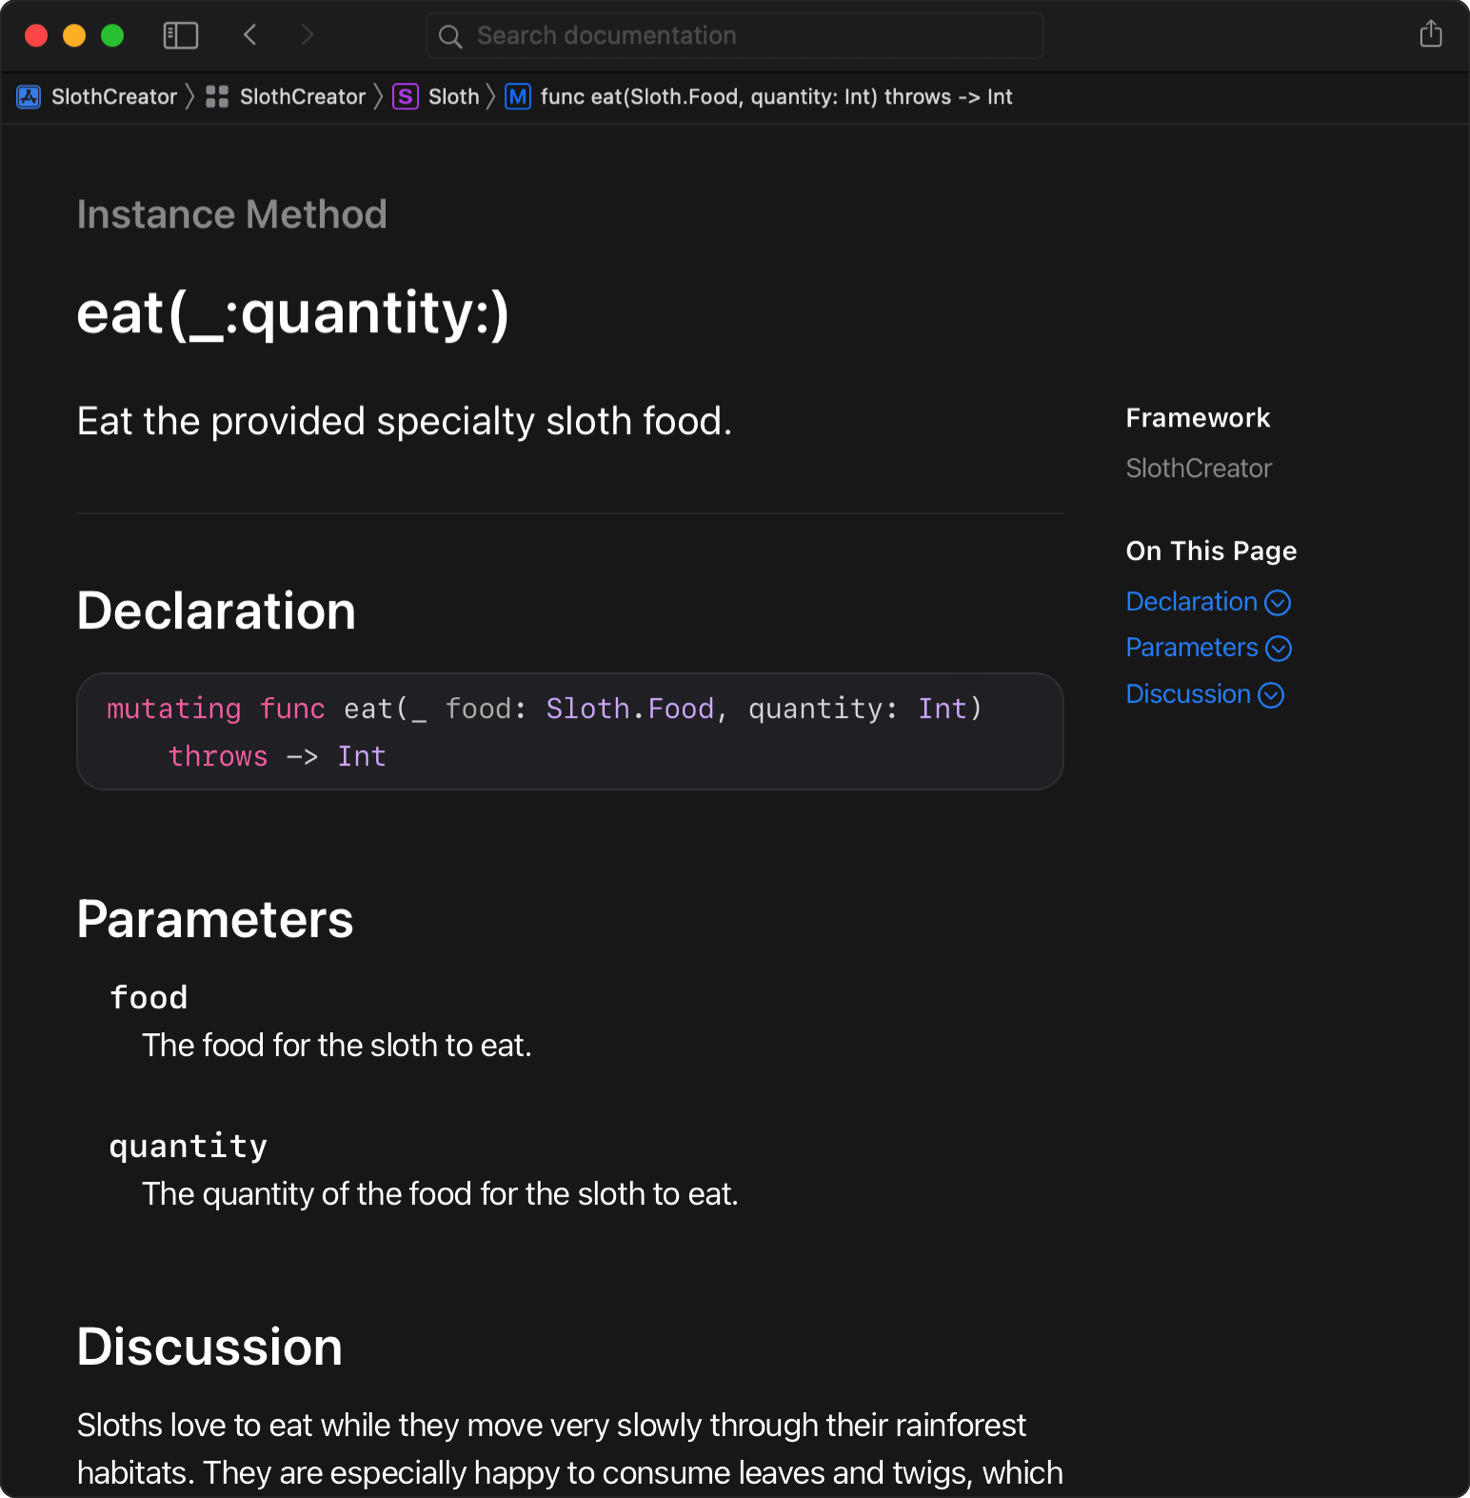 Search documentation
SlothCreator SlothCreator S Sloth M func eat(Sloth.Food, quantity: Int) throws -> Int
Instance Method
eat(_:quantity:)
Eat the provided specialty sloth food.
Framework
SlothCreator
On This Page
Declaration
Parameters
Discussion
Declaration
mutating func eat(_ food: Sloth.Food, quantity: Int)
throws -> Int
Parameters
food
The food for the sloth to eat.
quantity
The quantity of the food for the sloth to eat.
Discussion
Sloths love to eat while they move very slowly through their rainforest
habitats. They are especially happy to consume leaves and twigs, which